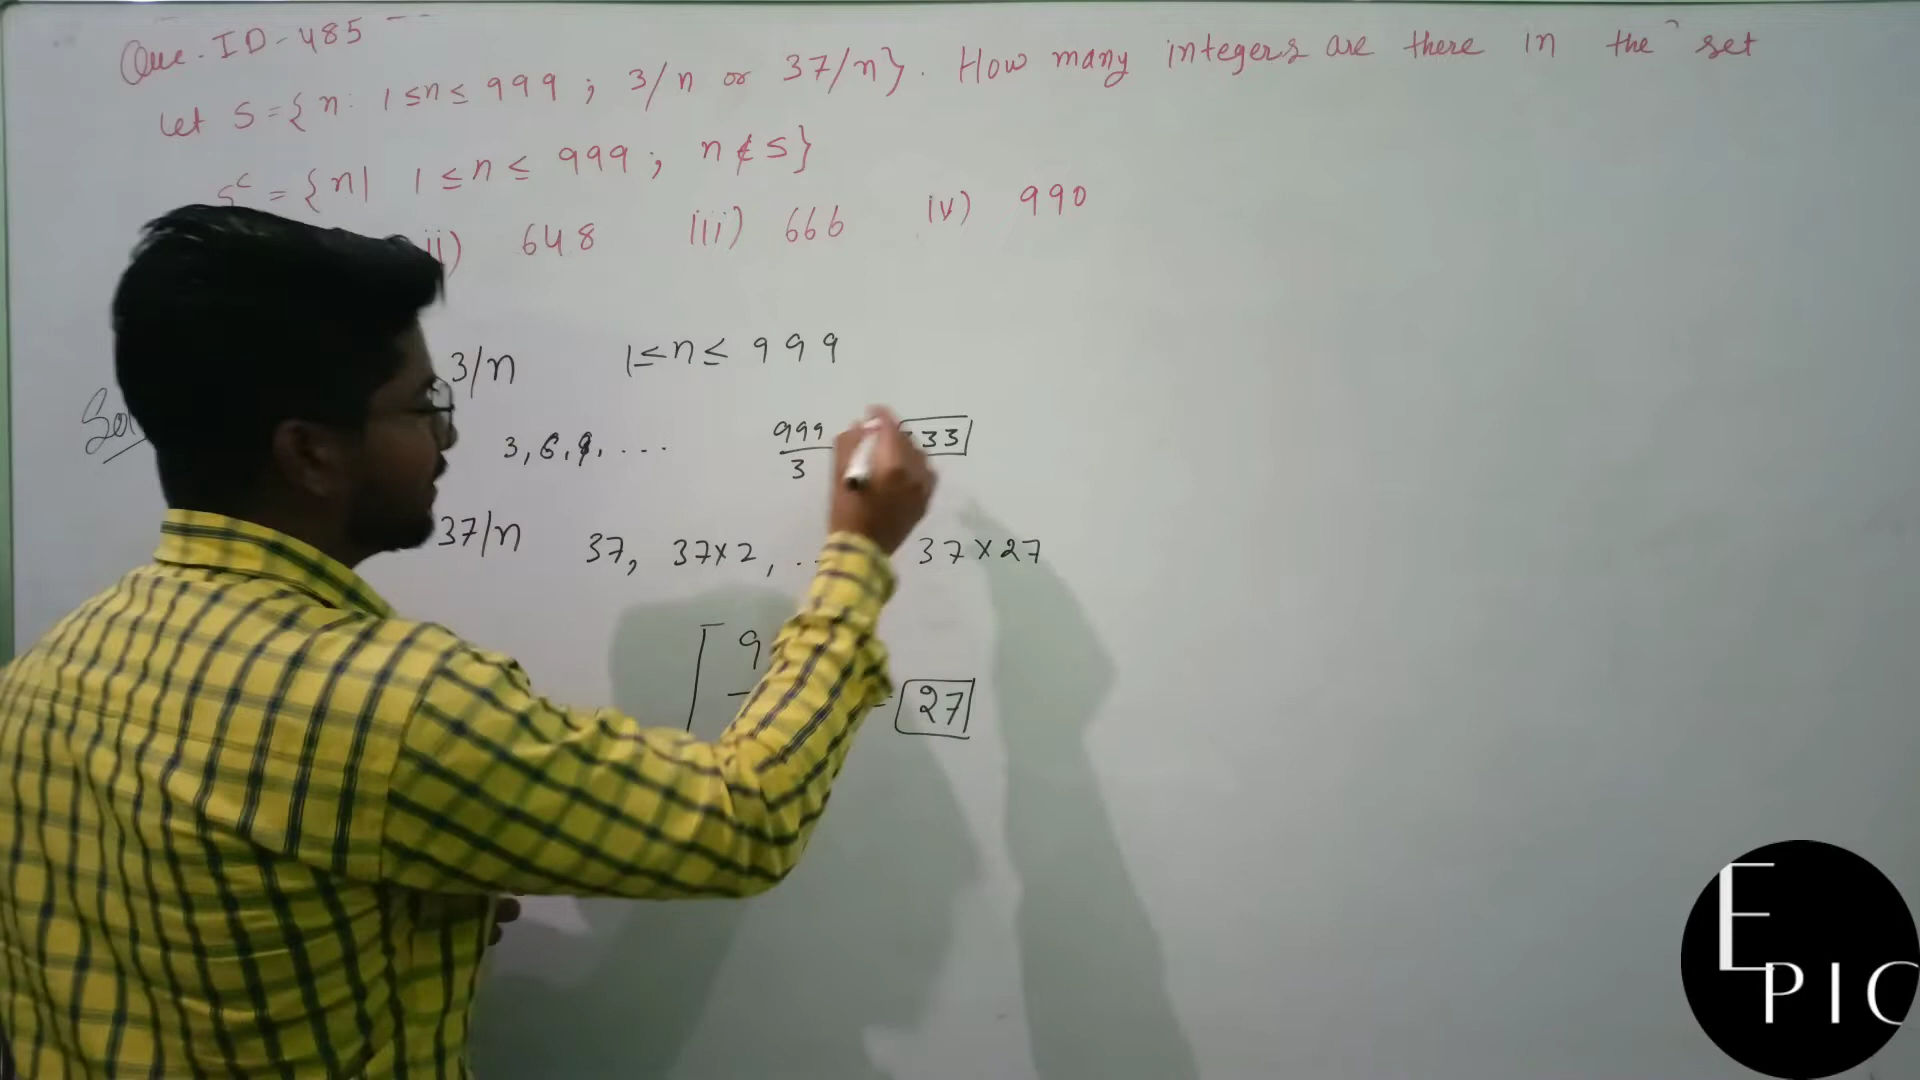 Que. ID-485
Let S={n: 1≤n≤999; 3/n or 37/n}. How many integers are there in the set
S^c = {n| 1≤n≤ 999; n∉S}
ii) 648 iii) 666 iv) 990
3/n 1≤n≤ 999
3,6,9,....
999/3
33
37/n 37, 37×2, .. 37×27
[9
27
EPIC